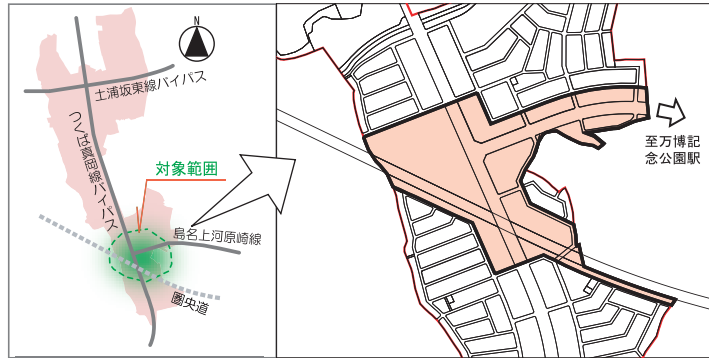 N
土浦坂東線バイパス
つくば真岡線バイパス
対象範囲
島名上河原崎線
圏央道
至万博記
念公園駅